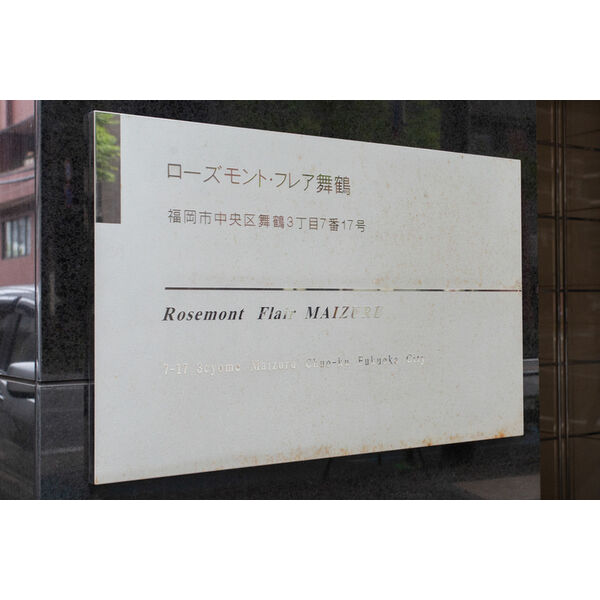 ローズモント・フレア舞鶴
福岡市中央区舞鶴3丁目7番17号
Rosemont Flair MAIZURE
7-17 3cyome Maizuru Chuo-ku Fukuoka City